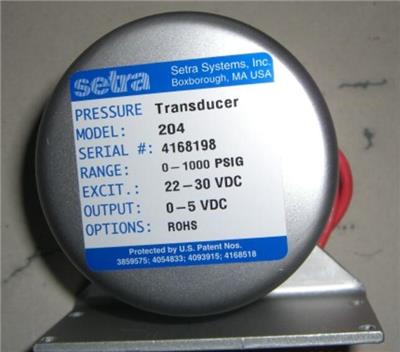 setra
Setra Systems, Inc.
Boxborough, MA USA
PRESSURE Transducer
MODEL: 204
SERIAL #: 4168198
RANGE: 0-1000 PSIG
EXCIT.: 22-30 VDC
OUTPUT: 0-5 VDC
OPTIONS: ROHS
Protected by U.S. Patent Nos.
3859575; 4054833; 4093915; 4168518